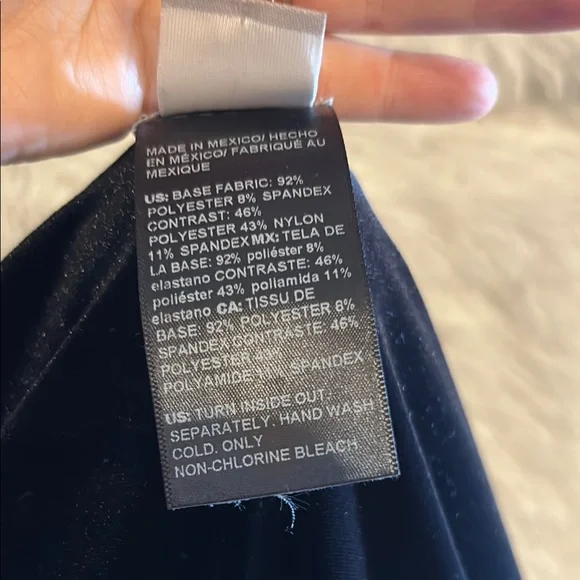 MADE IN MEXICO/ HECHO
EN MÉXICO/ FABRIQUÉ AU
MEXIQUE
US: BASE FABRIC: 92%
POLYESTER 8% SPANDEX
CONTRAST: 46%
POLYESTER 43% NYLON
11% SPANDEX MX: TELA DE
LA BASE: 92% poliéster 8%
elastano CONTRASTE: 46%
poliéster 43% poliamida 11%
elastano CA: TISSU DE
BASE: 92% POLYESTER 8%
SPANDEX CONTRASTE: 46%
POLYESTER 43%
POLYAMIDE 11% SPANDEX
US: TURN INSIDE OUT.
SEPARATELY. HAND WASH
COLD. ONLY
NON-CHLORINE BLEACH